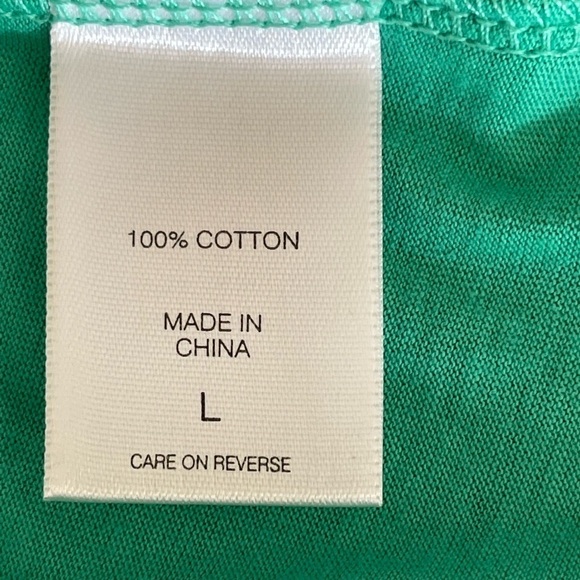 100% COTTON
MADE IN
CHINA
L
CARE ON REVERSE